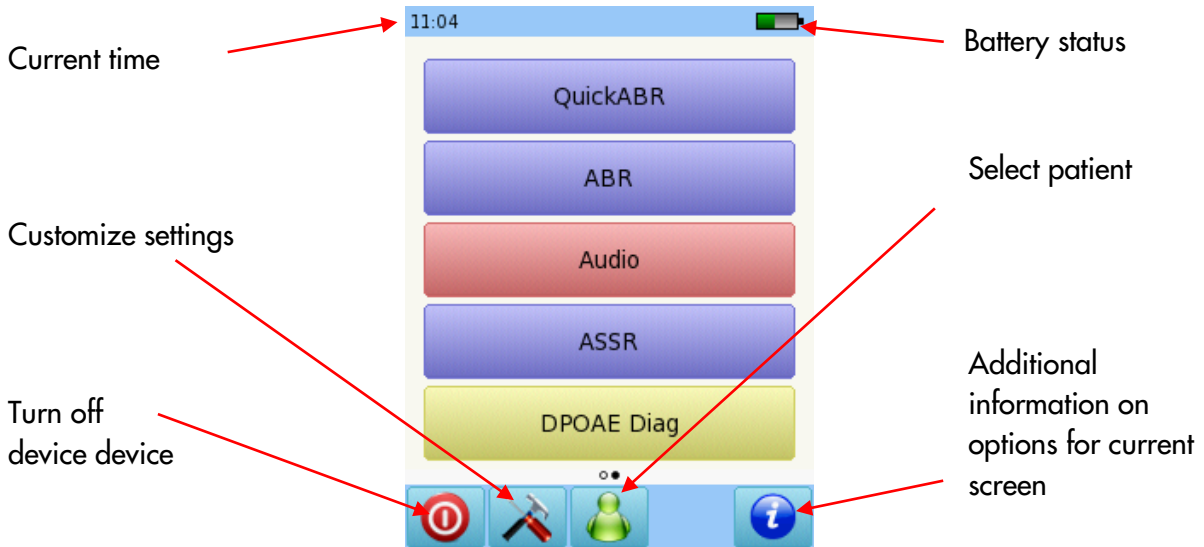 11:04
Current time
Battery status
QuickABR
ABR
Select patient
Customize settings
Audio
ASSR
Additional
information on
options for current
screen
Turn off
device device
DPOAE Diag